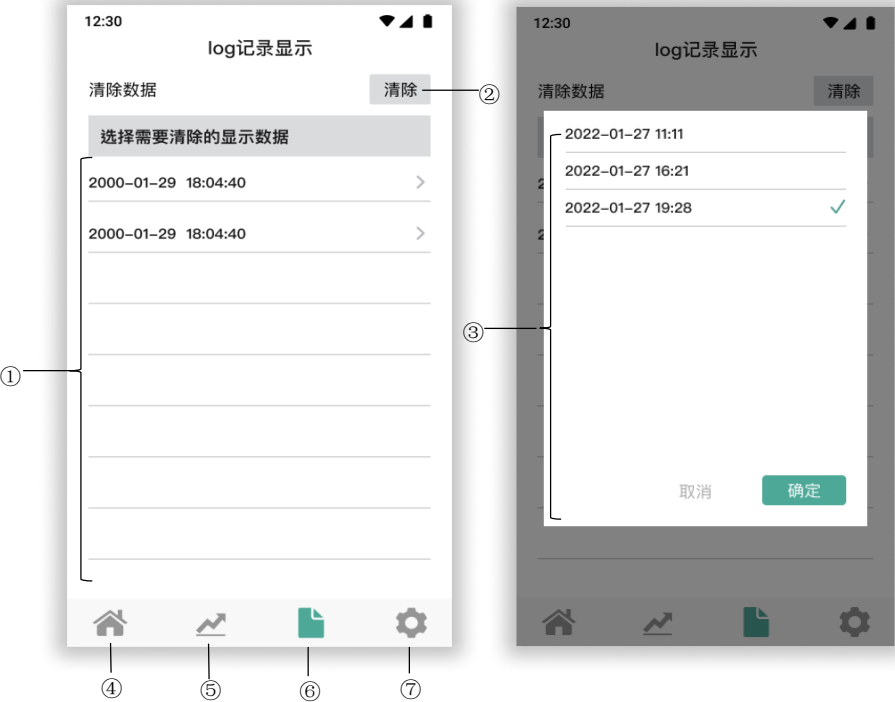 12:30
log记录显示
清除数据
清除
②
选择需要清除的显示数据
①
2000-01-29 18:04:40
2000-01-29 18:04:40
④
⑤
⑥
⑦
12:30
log记录显示
清除数据
清除
③
2
2
2022-01-27 11:11
2022-01-27 16:21
2022-01-27 19:28
取消
确定